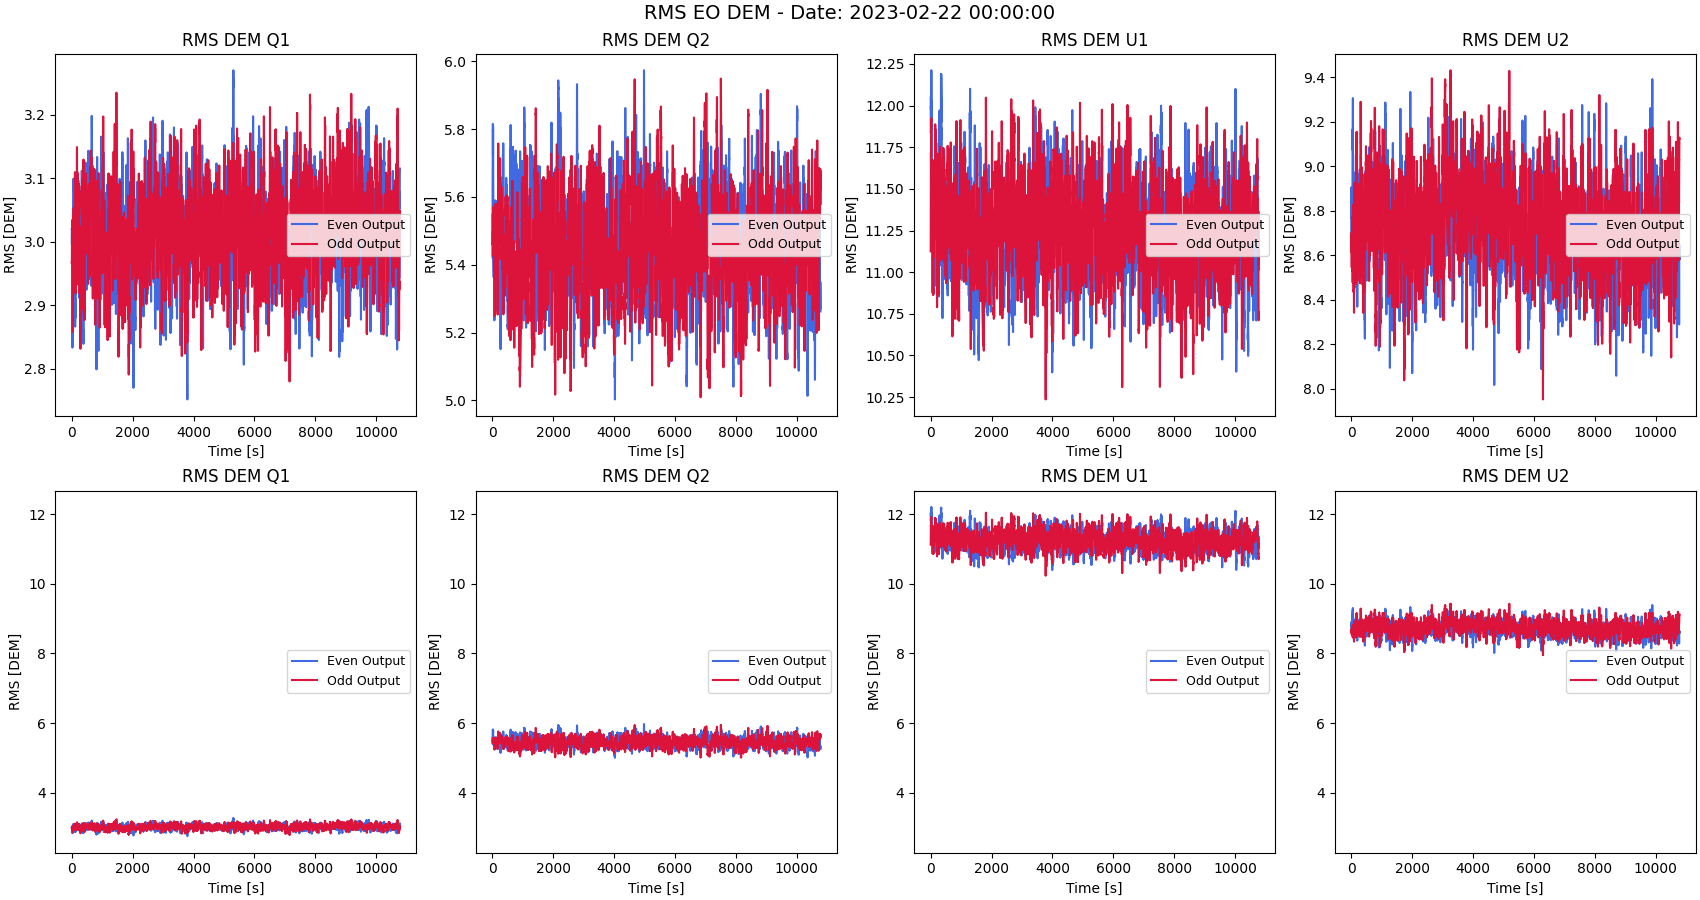 RMS EO DEM - Date: 2023-02-22 00:00:00
RMS DEM Q1
RMS [DEM]
3.2
3.1
3.0
2.9
2.8
Even Output
Odd Output
0 2000 4000 6000 8000 10000
Time [s]
RMS DEM Q2
RMS [DEM]
6.0
5.8
5.6
5.4
5.2
5.0
Even Output
Odd Output
0 2000 4000 6000 8000 10000
Time [s]
RMS DEM U1
RMS [DEM]
12.25
12.00
11.75
11.50
11.25
11.00
10.75
10.50
10.25
Even Output
Odd Output
0 2000 4000 6000 8000 10000
Time [s]
RMS DEM U2
RMS [DEM]
9.4
9.2
9.0
8.8
8.6
8.4
8.2
8.0
Even Output
Odd Output
0 2000 4000 6000 8000 10000
Time [s]
RMS DEM Q1
RMS [DEM]
12
10
8
6
4
Even Output
Odd Output
0 2000 4000 6000 8000 10000
Time [s]
RMS DEM Q2
RMS [DEM]
12
10
8
6
4
Even Output
Odd Output
0 2000 4000 6000 8000 10000
Time [s]
RMS DEM U1
RMS [DEM]
12
10
8
6
4
Even Output
Odd Output
0 2000 4000 6000 8000 10000
Time [s]
RMS DEM U2
RMS [DEM]
12
10
8
6
4
Even Output
Odd Output
0 2000 4000 6000 8000 10000
Time [s]